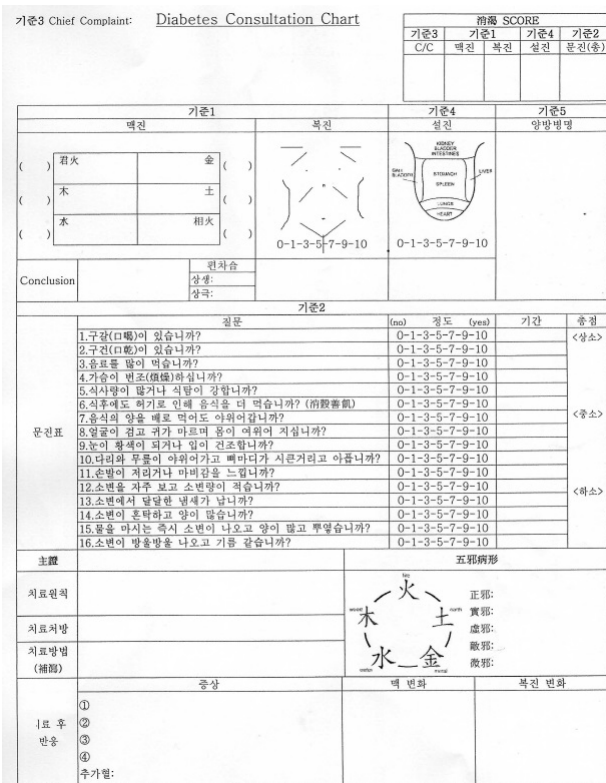 기준3 Chief Complaint: Diabetes Consultation Chart
消渴 SCORE
기준3 기준1 기준4 기준2
C/C 맥진 복진 설진 문진(총)
기준1 기준4 기준5
맥진 복진 설진 양방병명
( ) 君火 金 ( )
( ) 木 土 ( )
( ) 水 相火 ( )
KIDNEY
BLADDER
INTESTINES
GALL BLADDER
STOMACH
LIVER
SPLEEN
LUNGS
HEART
0-1-3-5-7-9-10 0-1-3-5-7-9-10
Conclusion
편차合
상생:
상극:
기준2
질문 (no) 정도 (yes) 기간 총점
문진표
1.구갈(口喝)이 있습니까? 0-1-3-5-7-9-10 <상소>
2.구건(口乾)이 있습니까? 0-1-3-5-7-9-10
3.음료를 많이 먹습니까? 0-1-3-5-7-9-10
4.가슴이 번조(煩燥)하십니까? 0-1-3-5-7-9-10
5.식사량이 많거나 식탐이 강합니까? 0-1-3-5-7-9-10
6.식후에도 허기로 인해 음식을 더 먹습니까? (消穀善飢) 0-1-3-5-7-9-10 <중소>
7.음식의 양을 배로 먹어도 야위어갑니까? 0-1-3-5-7-9-10
8.얼굴이 검고 귀가 마르며 몸이 여위어 지십니까? 0-1-3-5-7-9-10
9.눈이 황색이 되거나 입이 건조합니까? 0-1-3-5-7-9-10
10.다리와 무릎이 야위어가고 뼈마디가 시큰거리고 아픕니까? 0-1-3-5-7-9-10
11.손발이 저리거나 마비감을 느낍니까? 0-1-3-5-7-9-10
12.소변을 자주 보고 소변량이 적습니까? 0-1-3-5-7-9-10 <하소>
13.소변에서 달달한 냄새가 납니까? 0-1-3-5-7-9-10
14.소변이 혼탁하고 양이 많습니까? 0-1-3-5-7-9-10
15.물을 마시는 즉시 소변이 나오고 양이 많고 뿌옇습니까? 0-1-3-5-7-9-10
16.소변이 방울방울 나오고 기름 같습니까? 0-1-3-5-7-9-10
主證 五邪病形
치료원칙
치료처방
치료방법
(補瀉)
火
木 土
水 金
正邪:
實邪:
虛邪:
敵邪:
微邪:
증상 맥 변화 복진 변화
치료 후
반응
①
②
③
④
추가혈: